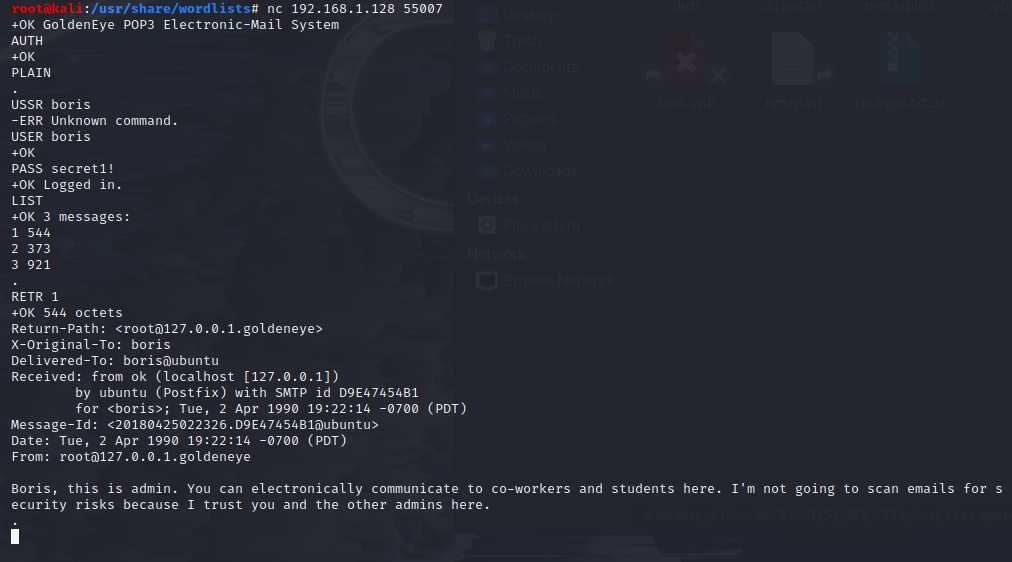 root@kali:/usr/share/wordlists# nc 192.168.1.128 55007
+OK GoldenEye POP3 Electronic-Mail System
AUTH
+OK
PLAIN
.
USSR boris
-ERR Unknown command.
USER boris
+OK
PASS secret1!
+OK Logged in.
LIST
+OK 3 messages:
1 544
2 373
3 921
.
RETR 1
+OK 544 octets
Return-Path: <root@127.0.0.1.goldeneye>
X-Original-To: boris
Delivered-To: boris@ubuntu
Received: from ok (localhost [127.0.0.1])
        by ubuntu (Postfix) with SMTP id D9E47454B1
        for <boris>; Tue, 2 Apr 1990 19:22:14 -0700 (PDT)
Message-Id: <20180425022326.D9E47454B1@ubuntu>
Date: Tue, 2 Apr 1990 19:22:14 -0700 (PDT)
From: root@127.0.0.1.goldeneye
Boris, this is admin. You can electronically communicate to co-workers and students here. I'm not going to scan emails for s
ecurity risks because I trust you and the other admins here.
.
Desktop
Trash
Documents
Music
Pictures
Videos
Downloads
Devices
File System
Network
Browse Network
dirb
dirbuster
metasploit
fern-wifi
nmap.lst
rockyou.txt.gz